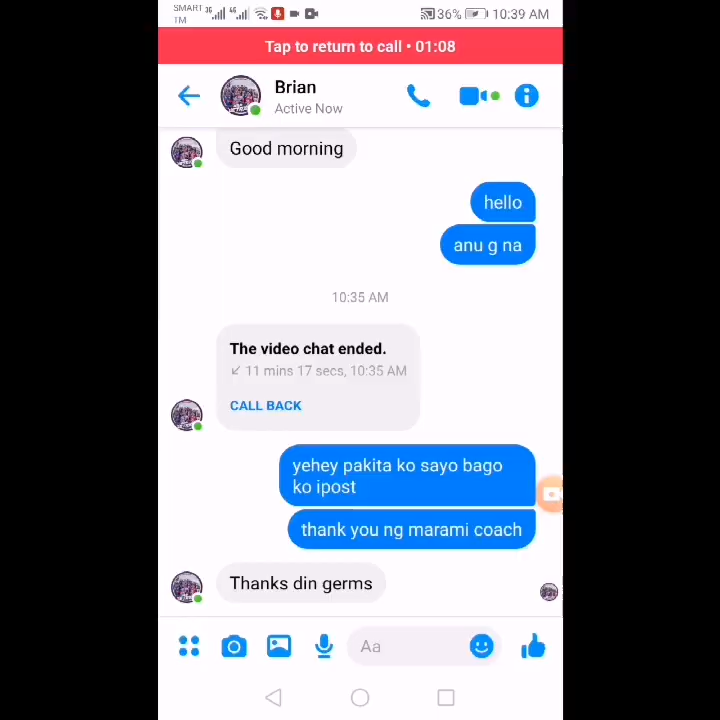 SMART 3G 4G 36% 10:39 AM
TM
Tap to return to call • 01:08
Brian
Active Now
Good morning
hello
anu g na
10:35 AM
The video chat ended.
↙ 11 mins 17 secs, 10:35 AM
CALL BACK
yehey pakita ko sayo bago
ko ipost
thank you ng marami coach
Thanks din germs
Aa